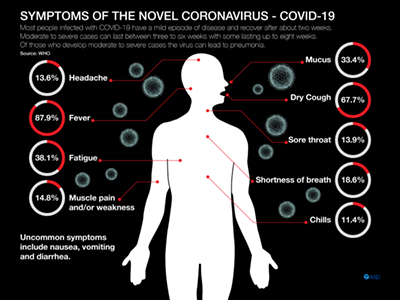 SYMPTOMS OF THE NOVEL CORONAVIRUS - COVID-19
Most people infected with COVID-19 have a mild episode of disease and recover after about two weeks.
Moderate to severe cases can last between three to six weeks with some lasting up to eight weeks.
Of those who develop moderate to severe cases the virus can lead to pneumonia.
Source: WHO
13.6% Headache
87.9% Fever
38.1% Fatigue
14.8% Muscle pain
and/or weakness
Mucus 33.4%
Dry Cough 67.7%
Sore throat 13.9%
Shortness of breath 18.6%
Chills 11.4%
Uncommon symptoms
include nausea, vomiting
and diarrhea.